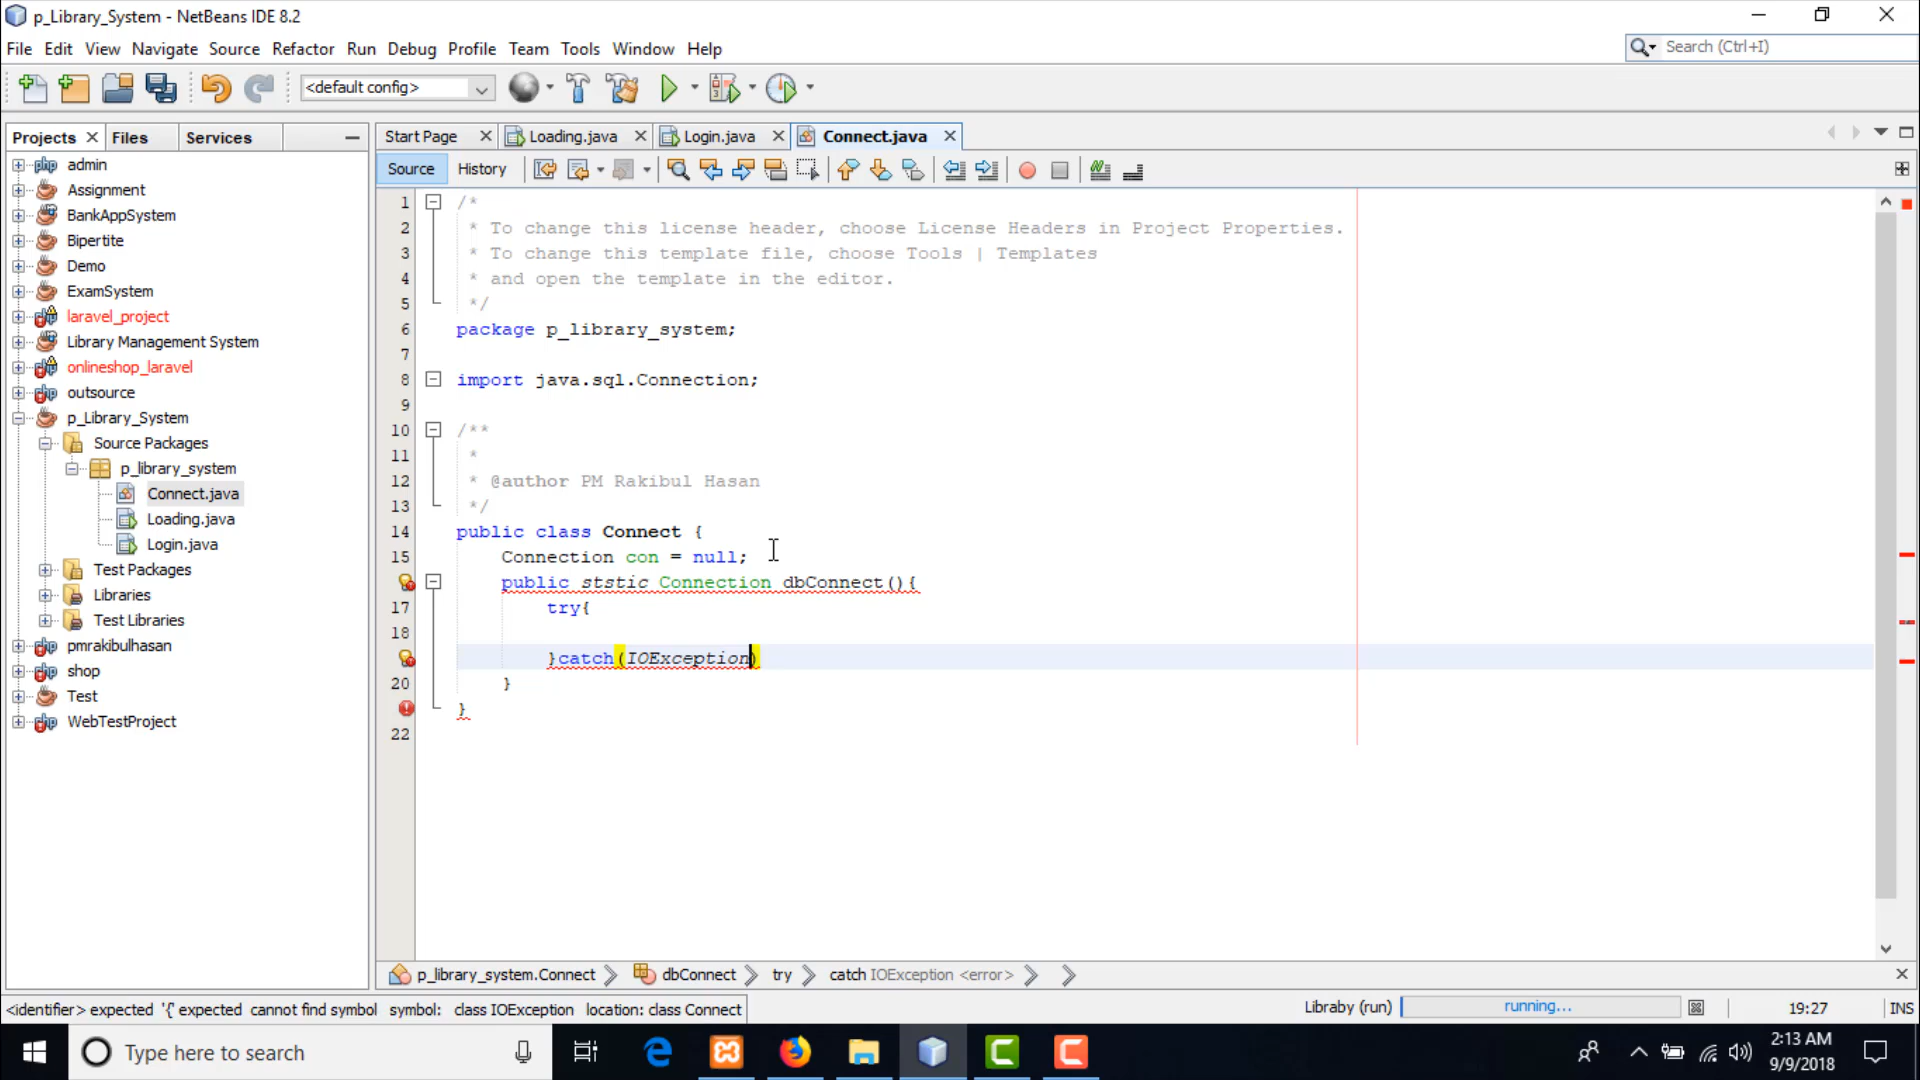 p_Library_System - NetBeans IDE 8.2
File Edit View Navigate Source Refactor Run Debug Profile Team Tools Window Help
Search (Ctrl+I)
<default config>
Projects Files Services
admin
Assignment
BankAppSystem
Bipertite
Demo
ExamSystem
laravel_project
Library Management System
onlineshop_laravel
outsource
p_Library_System
Source Packages
p_library_system
Connect.java
Loading.java
Login.java
Test Packages
Libraries
Test Libraries
pmrakibulhasan
shop
Test
WebTestProject
Start Page Loading.java Login.java Connect.java
Source History
1 /*
2 * To change this license header, choose License Headers in Project Properties.
3 * To change this template file, choose Tools | Templates
4 * and open the template in the editor.
5 */
6 package p_library_system;
7
8 import java.sql.Connection;
9
10 /**
11 *
12 * @author PM Rakibul Hasan
13 */
14 public class Connect {
15 Connection con = null;
public ststic Connection dbConnect(){
17 try{
18
}catch(IOException)
20 }
}
22
p_library_system.Connect dbConnect try catch IOException <error>
<identifier> expected '{' expected cannot find symbol symbol: class IOException location: class Connect
Libraby (run) running... 19:27 INS
Type here to search
2:13 AM
9/9/2018